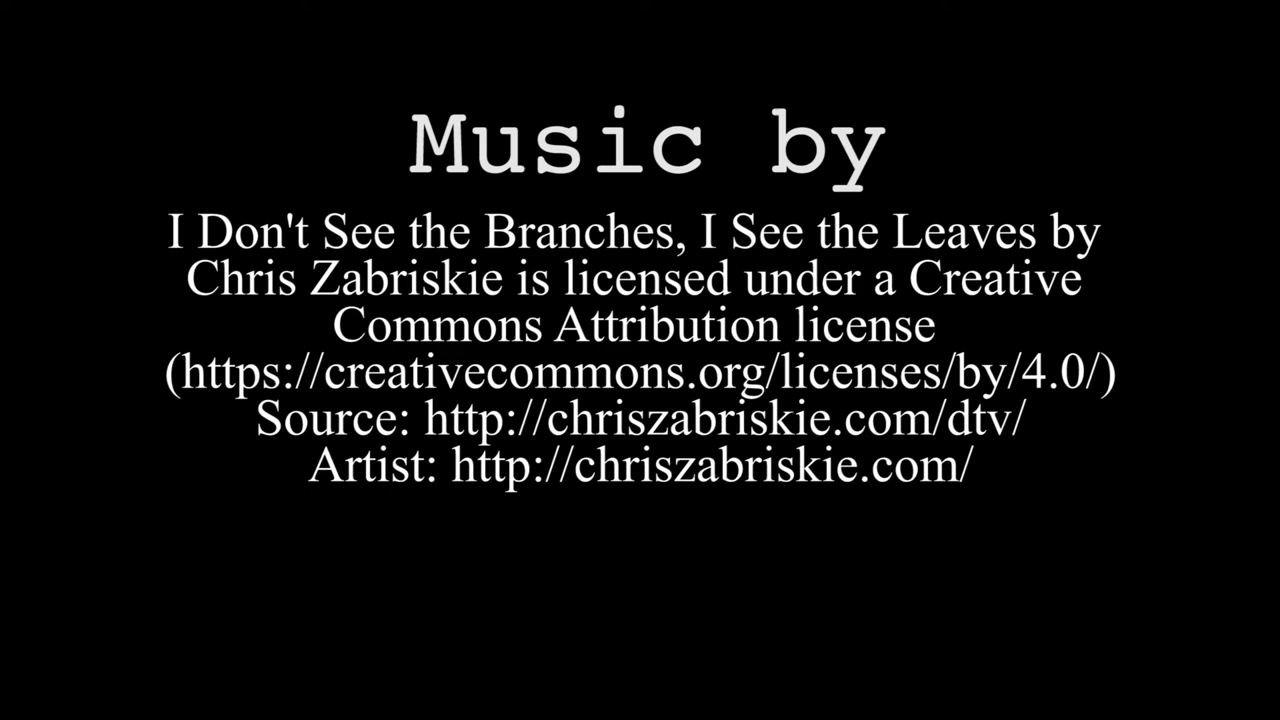 Music by
I Don't See the Branches, I See the Leaves by
Chris Zabriskie is licensed under a Creative
Commons Attribution license
(https://creativecommons.org/licenses/by/4.0/)
Source: http://chriszabriskie.com/dtv/
Artist: http://chriszabriskie.com/